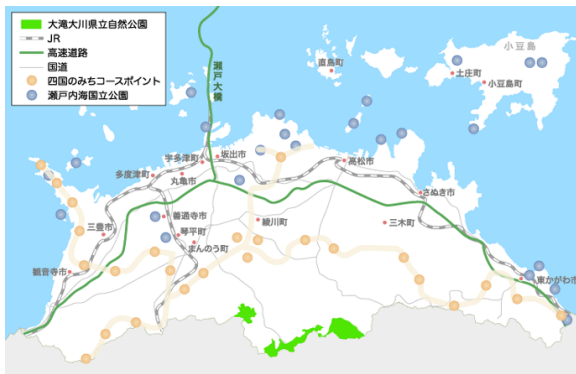 大滝大川県立自然公園
JR
高速道路
国道
四国のみちコースポイント
瀬戸内海国立公園
瀬戸大橋
直島町
小豆島
土庄町
小豆島町
宇多津町
坂出市
高松市
多度津町
丸亀市
さぬき市
善通寺市
綾川町
三木町
三豊市
琴平町
まんのう町
観音寺市
東かがわ市